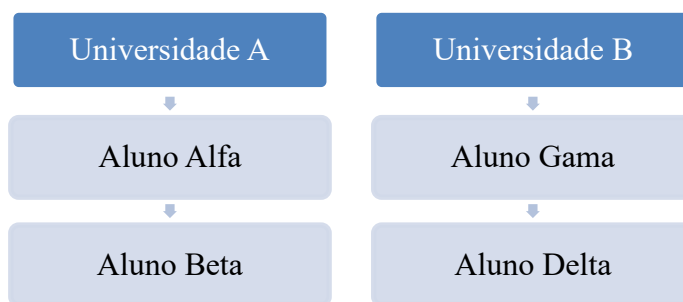 Universidade A
Aluno Alfa
Aluno Beta
Universidade B
Aluno Gama
Aluno Delta